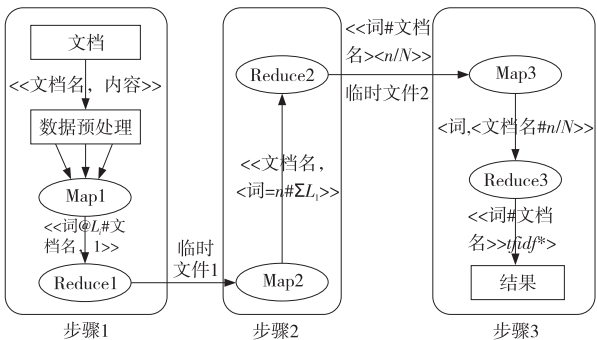 文档
<<文档名，内容>>
数据预处理
Map1
<<词@Lᵢ#文
档名，1>>
Reduce1
步骤1
临时
文件1
Reduce2
<<文档名，
<词=n#ΣL₁>>
Map2
步骤2
<<词#文档
名><n/N>>
临时文件2
Map3
<词,<文档名#n/N>>
Reduce3
<<词#文档
名>>tfidf*>
结果
步骤3